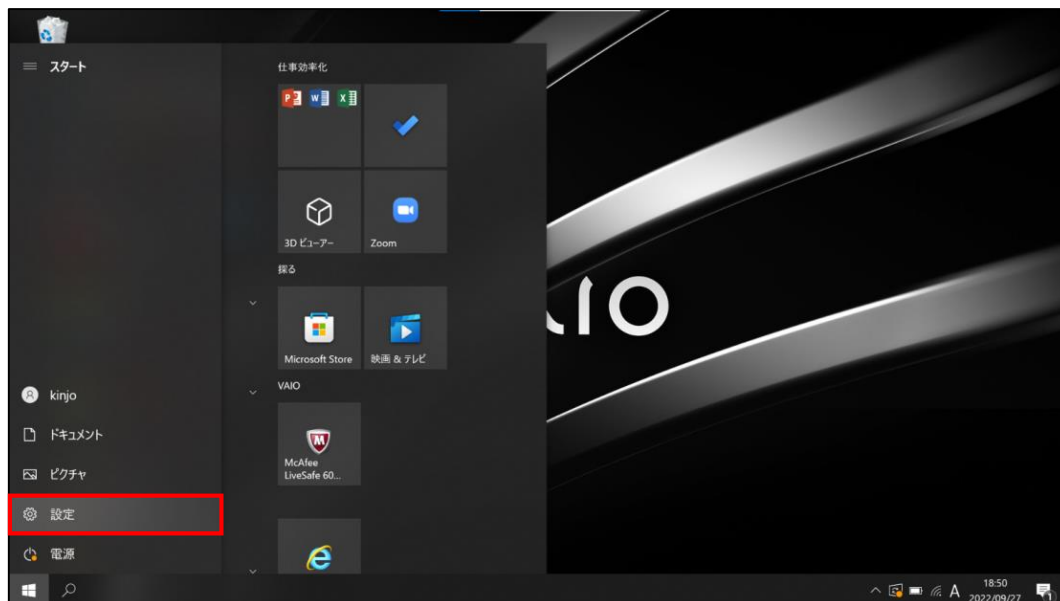 スタート
仕事効率化
3D ビューアー
Zoom
探る
Microsoft Store
映画 & テレビ
VAIO
McAfee
LiveSafe 60...
kinjo
ドキュメント
ピクチャ
設定
電源
A
18:50
2022/09/27